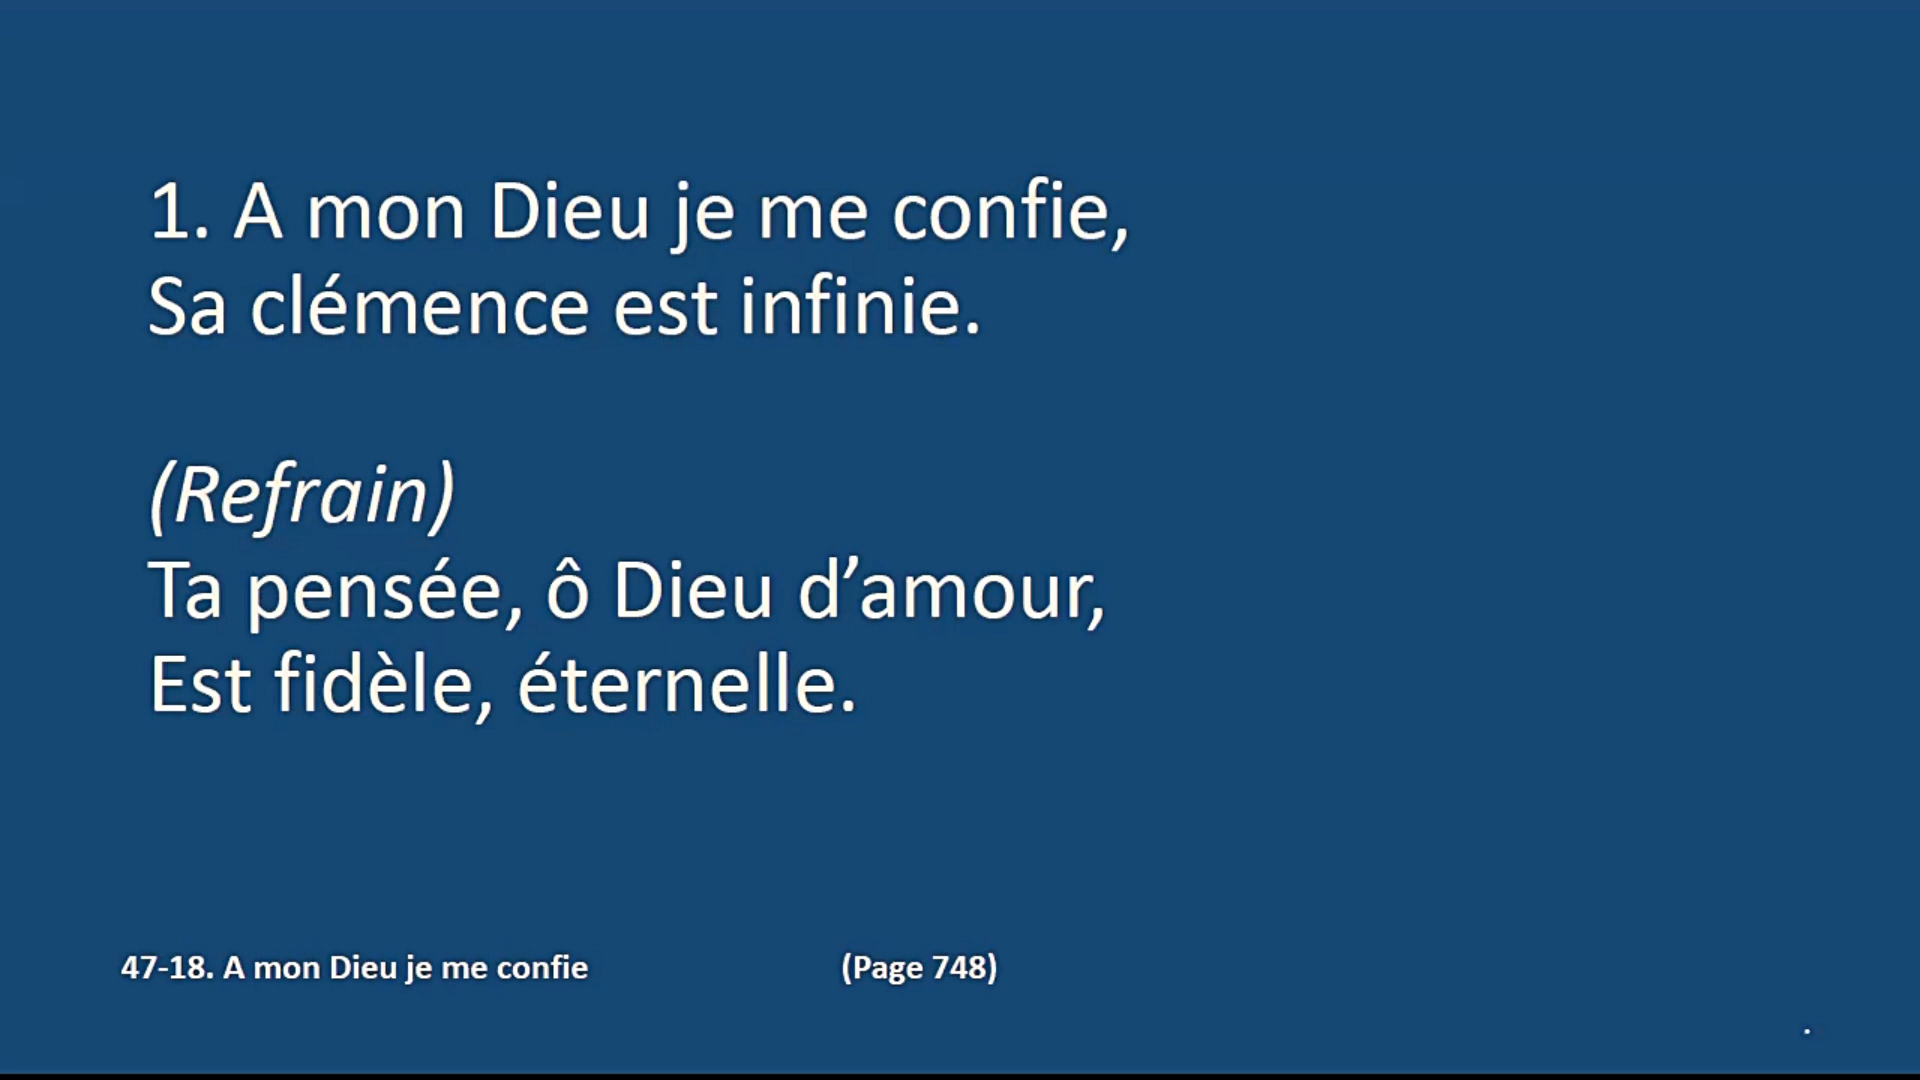 1. A mon Dieu je me confie,
Sa clémence est infinie.
(Refrain)
Ta pensée, ô Dieu d’amour,
Est fidèle, éternelle.
47-18. A mon Dieu je me confie (Page 748)
.